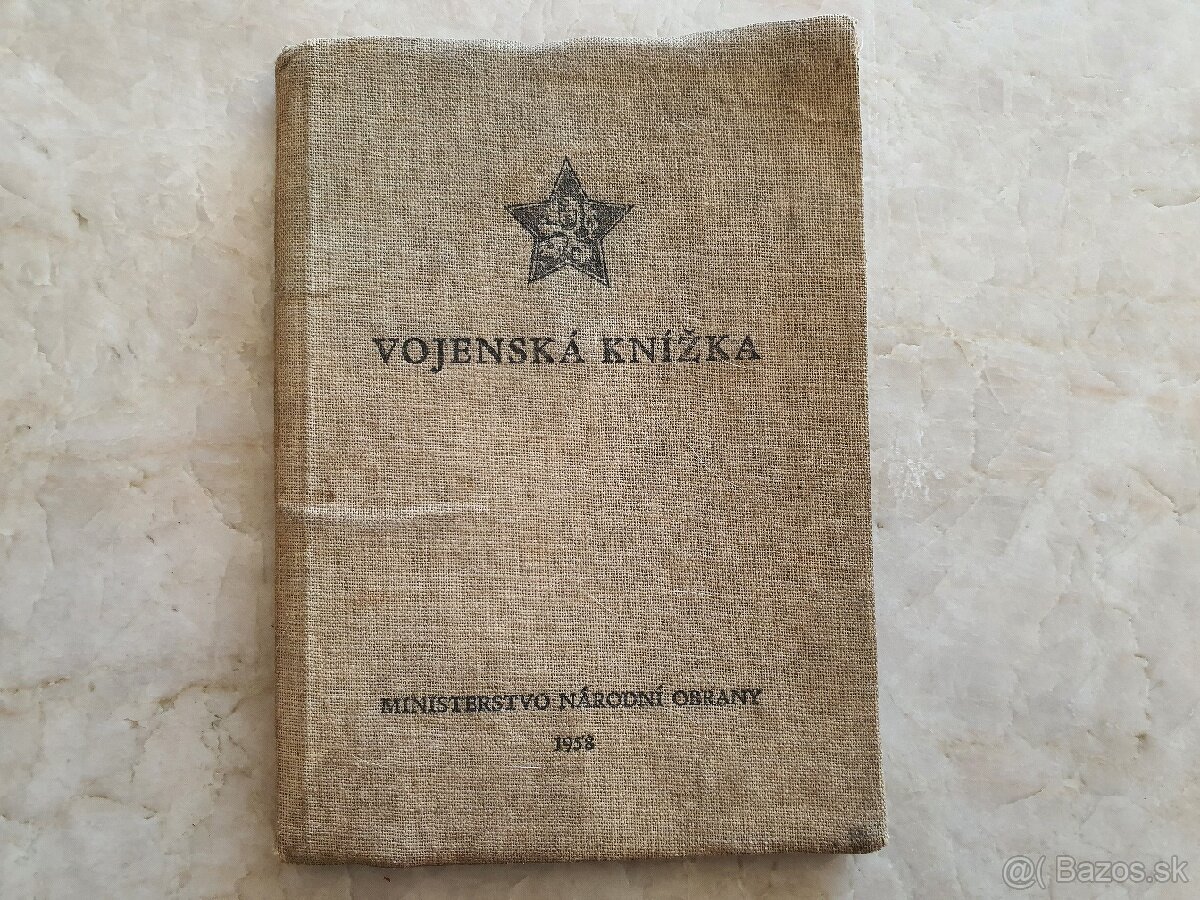 VOJENSKÁ KNÍŽKA
MINISTERSTVO NÁRODNÍ OBRANY
1958
@( Bazos.sk